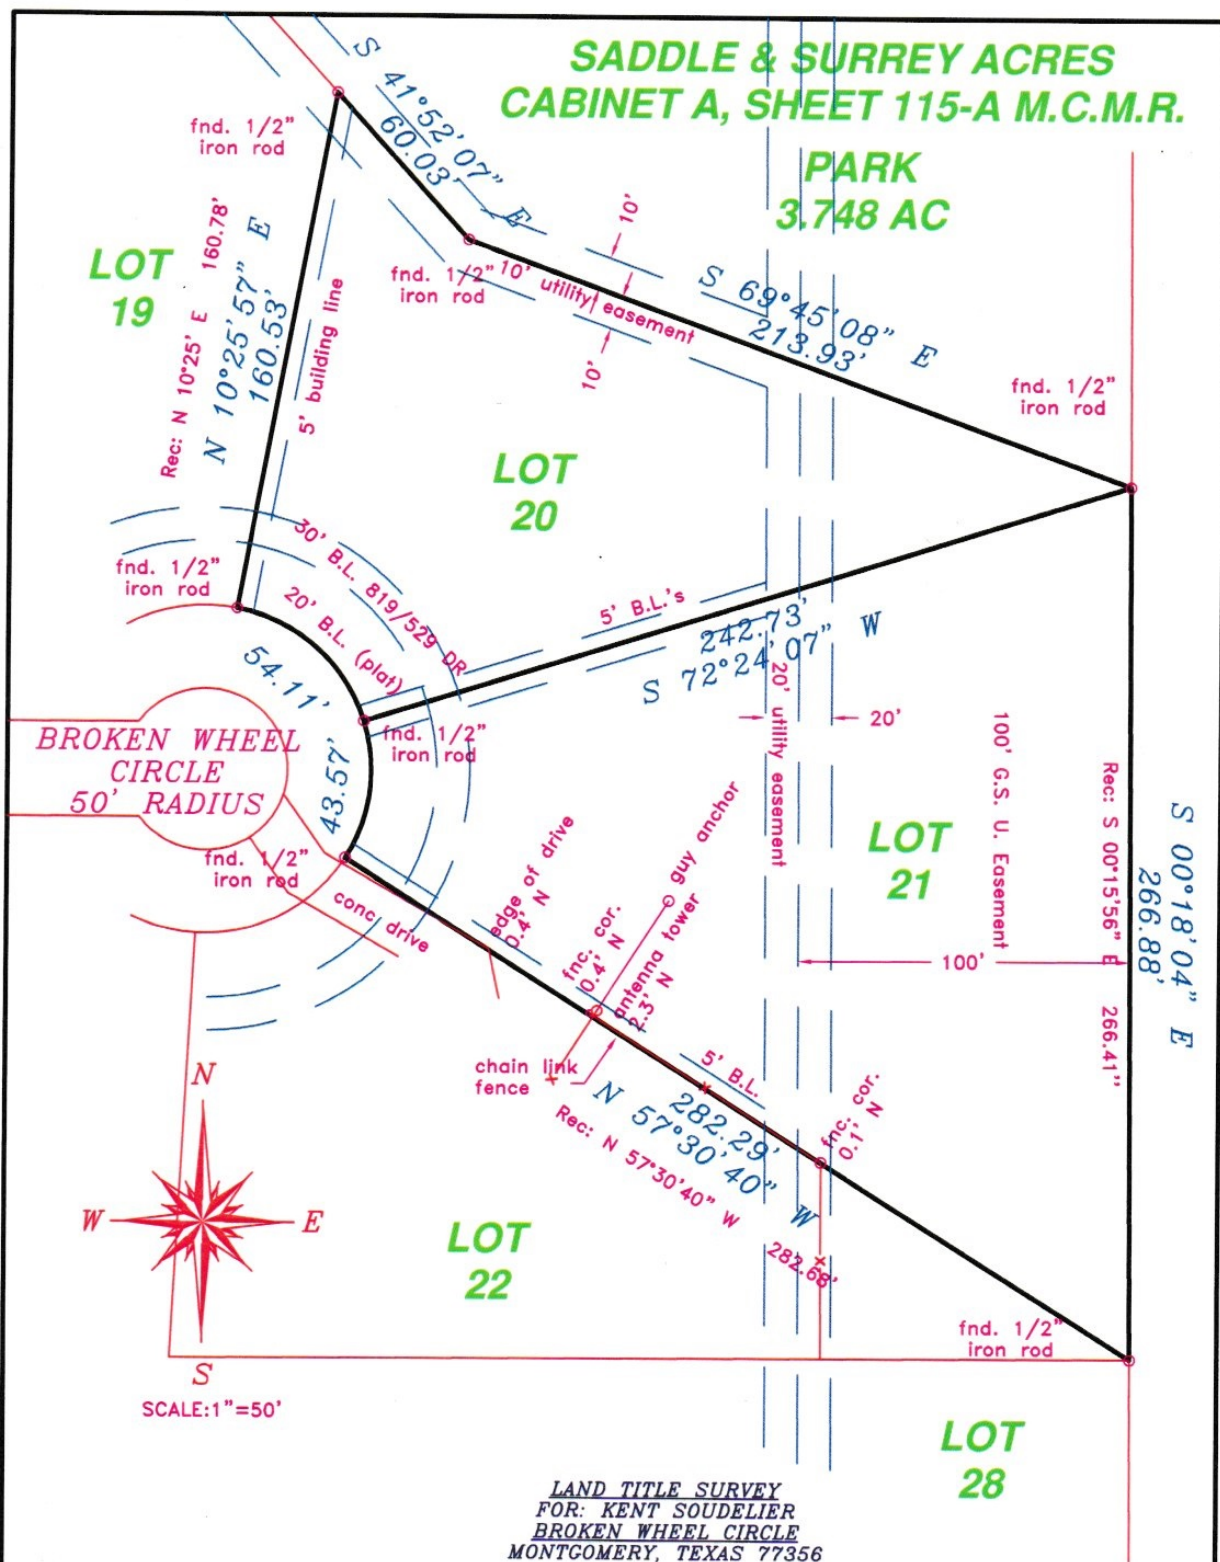 SADDLE & SURREY ACRES
CABINET A, SHEET 115-A M.C.M.R.
PARK
3.748 AC
S 41°52'07" E
60.03'
fnd. 1/2"
iron rod
LOT
19
Rec: N 10°25' E 160.78'
N 10°25'57" E
160.53'
5' building line
fnd. 1/2"
iron rod
10'
10' utility easement
10'
S 69°45'08" E
213.93'
fnd. 1/2"
iron rod
LOT
20
30' B.L. 819/529 DR
20' B.L. (plat)
fnd. 1/2"
iron rod
54.11'
5' B.L.'s
242.73'
S 72°24'07" W
fnd. 1/2"
iron rod
20' utility easement
20'
BROKEN WHEEL
CIRCLE
50' RADIUS
43.57'
fnd. 1/2"
iron rod
conc drive
edge of drive
0.4' N
fnc. cor.
0.4' N
guy anchor
antenna tower
2.3' N
LOT
21
100' G.S. U. Easement
100'
Rec: S 00°15'56" E 266.41"
S 00°18'04" E
266.88'
chain link
fence
5' B.L.
282.29'
N 57°30'40" W
Rec: N 57°30'40" W 282.68'
fnc. cor.
0.1' N
N
W
E
S
SCALE:1"=50'
LOT
22
fnd. 1/2"
iron rod
LOT
28
LAND TITLE SURVEY
FOR: KENT SOUDELIER
BROKEN WHEEL CIRCLE
MONTGOMERY, TEXAS 77356